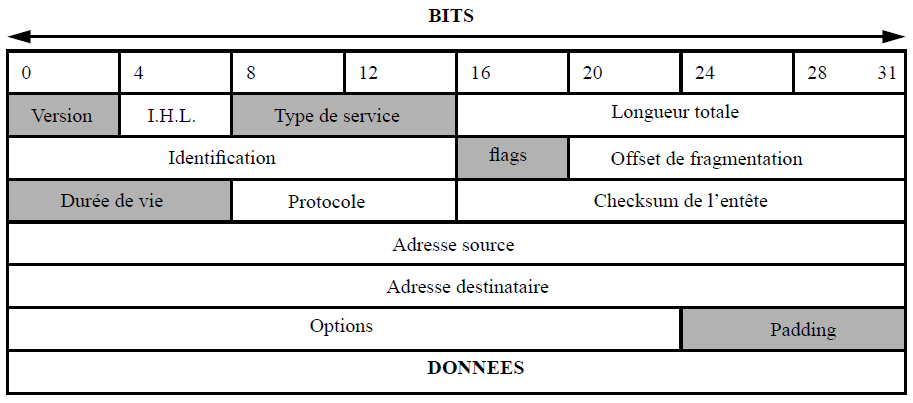 BITS
0 4 8 12 16 20 24 28 31
Version I.H.L. Type de service Longueur totale
Identification flags Offset de fragmentation
Durée de vie Protocole Checksum de l'entête
Adresse source
Adresse destinataire
Options Padding
DONNEES